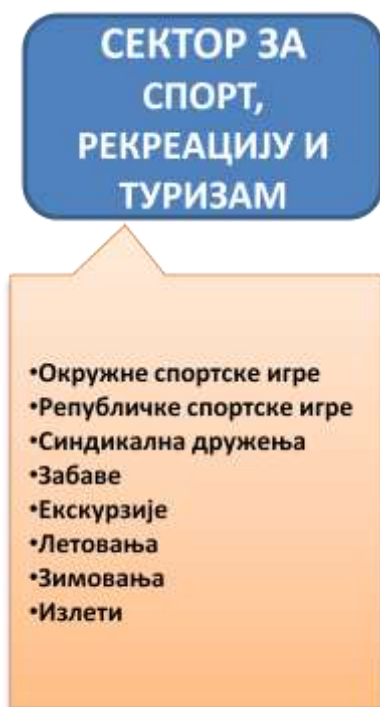 СЕКТОР ЗА
СПОРТ,
РЕКРЕАЦИЈУ И
ТУРИЗАМ
•Окружне спортске игре
•Републичке спортске игре
•Синдикална дружења
•Забаве
•Екскурзије
•Летовања
•Зимовања
•Излети